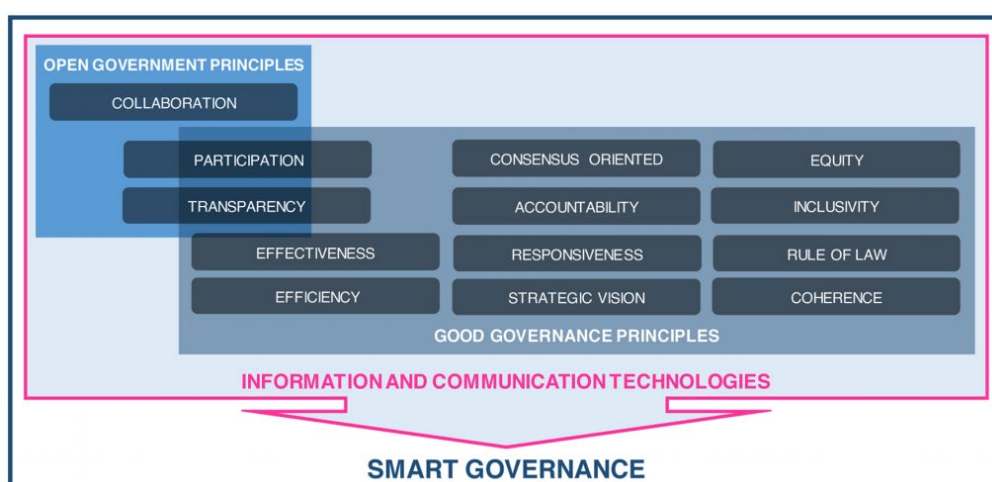 OPEN GOVERNMENT PRINCIPLES
COLLABORATION
PARTICIPATION
CONSENSUS ORIENTED
EQUITY
TRANSPARENCY
ACCOUNTABILITY
INCLUSIVITY
EFFECTIVENESS
RESPONSIVENESS
RULE OF LAW
EFFICIENCY
STRATEGIC VISION
COHERENCE
GOOD GOVERNANCE PRINCIPLES
INFORMATION AND COMMUNICATION TECHNOLOGIES
SMART GOVERNANCE